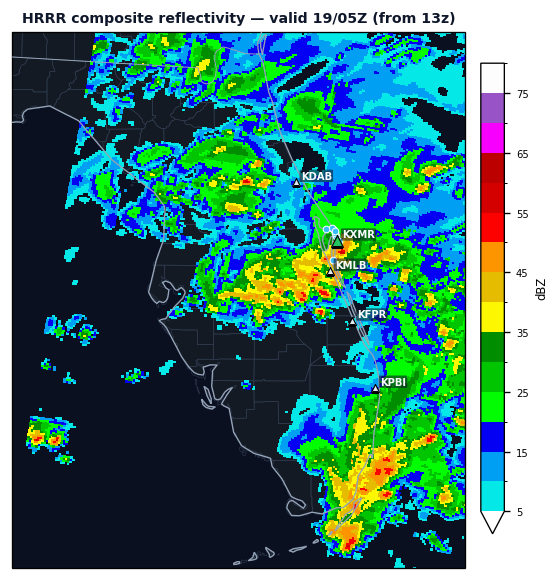 HRRR composite reflectivity — valid 19/05Z (from 13z)
KDAB
KXMR
KMLB
KFPR
KPBI
75
65
55
45
35
25
15
5
dBZ